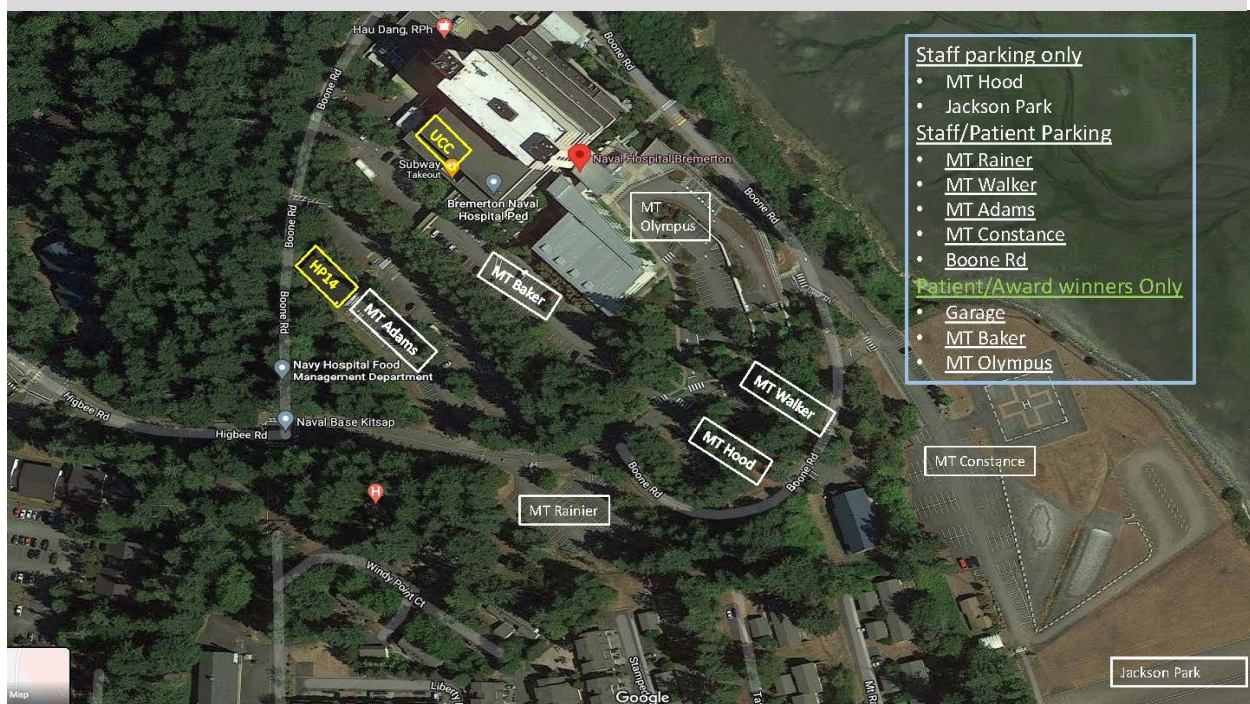 Hau Dang, RPh
Boone Rd
Boone Rd
UCC
Subway
Takeout
Naval Hospital Bremerton
Bremerton Naval
Hospital Ped
MT
Olympus
Boone Rd
Boone Rd
Staff parking only
• MT Hood
• Jackson Park
Staff/Patient Parking
• MT Rainer
• MT Walker
• MT Adams
• MT Constance
• Boone Rd
Patient/Award winners Only
• Garage
• MT Baker
• MT Olympus
HP14
MT Adams
MT Baker
Boone Rd
Navy Hospital Food
Management Department
Higbee Rd
Higbee Rd
Naval Base Kitsap
MT Walker
MT Hood
Boone Rd
Boone Rd
MT Constance
H
MT Rainier
Windy Point Ct
Jackson Park
Map
Google